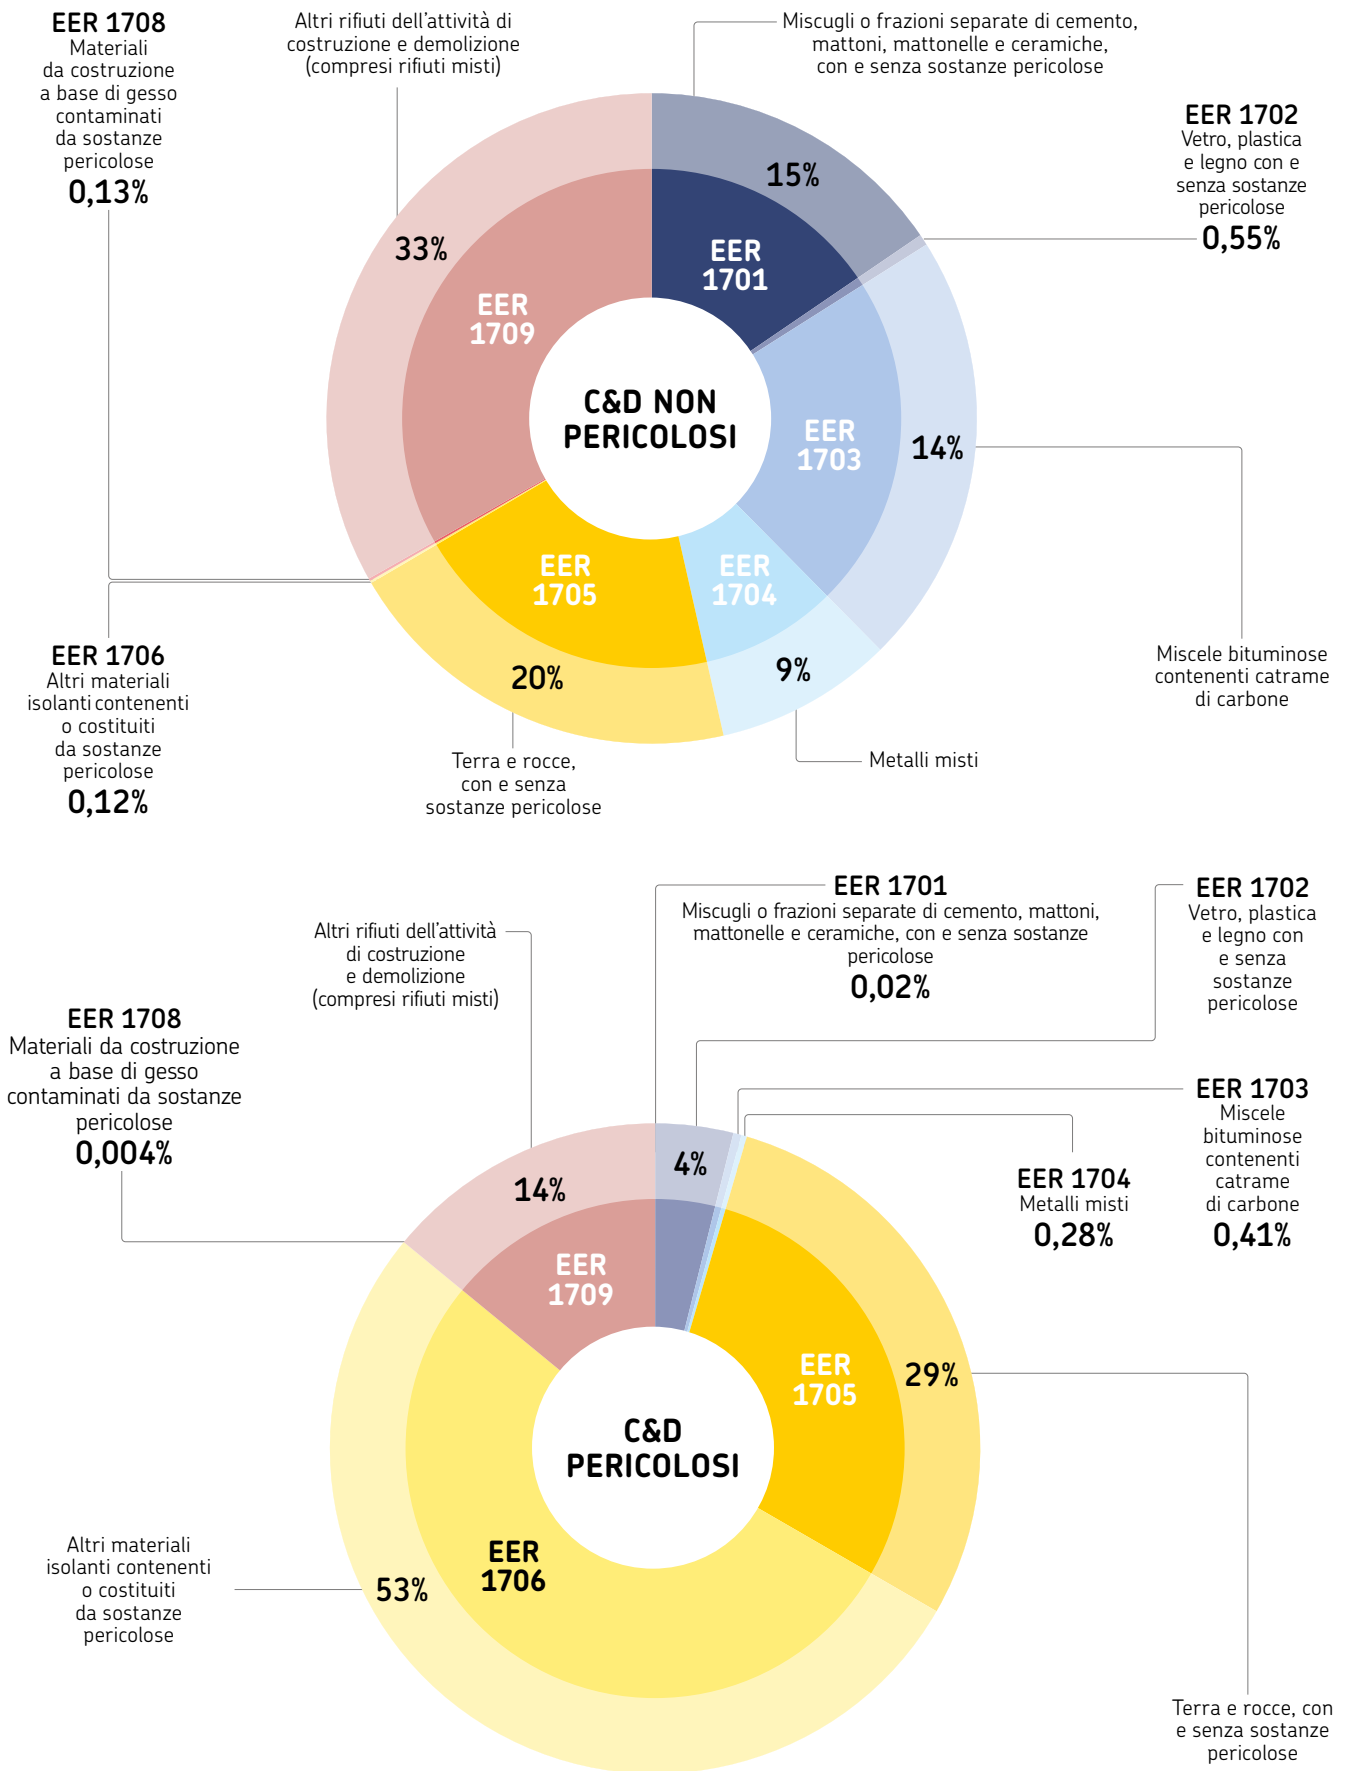 EER 1708
Materiali
da costruzione
a base di gesso
contaminati
da sostanze
pericolose
0,13%
Altri rifiuti dell'attività di
costruzione e demolizione
(compresi rifiuti misti)
Miscugli o frazioni separate di cemento,
mattoni, mattonelle e ceramiche,
con e senza sostanze pericolose
EER 1702
Vetro, plastica
e legno con e
senza sostanze
pericolose
0,55%
15%
EER
1701
33%
EER
1709
C&D NON
PERICOLOSI
EER
1703
14%
EER
1705
EER
1704
20%
9%
EER 1706
Altri materiali
isolanti contenenti
o costituiti
da sostanze
pericolose
0,12%
Terra e rocce,
con e senza
sostanze pericolose
Metalli misti
Miscele bituminose
contenenti catrame
di carbone
EER 1701
Miscugli o frazioni separate di cemento, mattoni,
mattonelle e ceramiche, con e senza sostanze
pericolose
0,02%
EER 1702
Vetro, plastica
e legno con
e senza
sostanze
pericolose
Altri rifiuti dell'attività
di costruzione
e demolizione
(compresi rifiuti misti)
EER 1708
Materiali da costruzione
a base di gesso
contaminati da sostanze
pericolose
0,004%
EER 1703
Miscele
bituminose
contenenti
catrame
di carbone
0,41%
EER 1704
Metalli misti
0,28%
4%
14%
EER
1709
EER
1705
29%
C&D
PERICOLOSI
EER
1706
53%
Altri materiali
isolanti contenenti
o costituiti
da sostanze
pericolose
Terra e rocce, con
e senza sostanze
pericolose